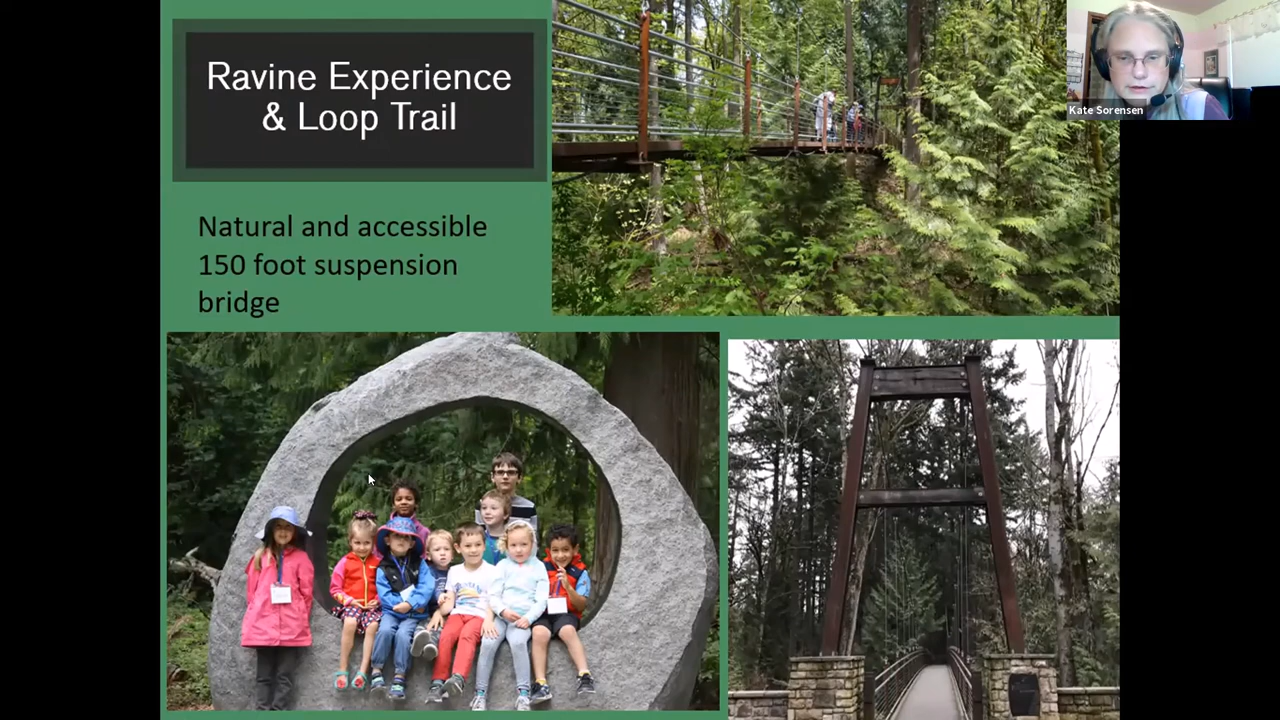 Ravine Experience
& Loop Trail
Kate Sorensen
Natural and accessible
150 foot suspension
bridge